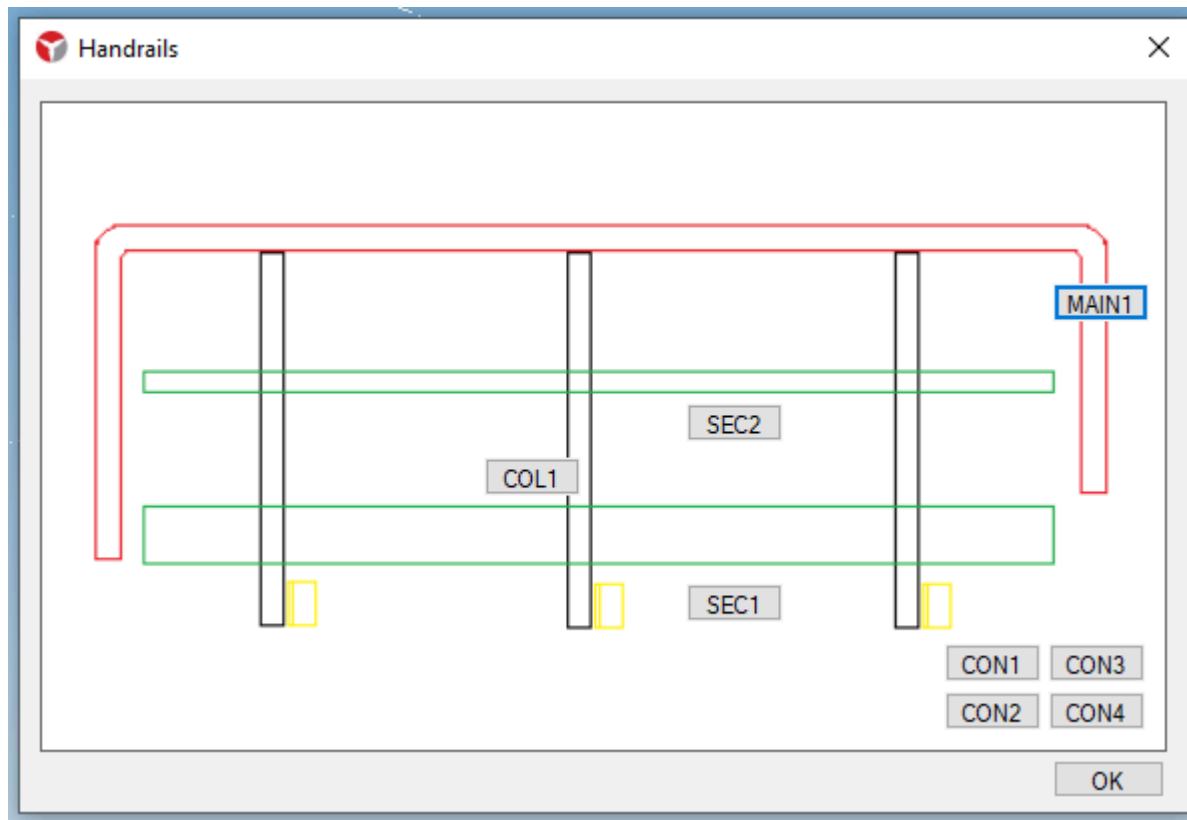 Handrails
MAIN1
SEC2
COL1
SEC1
CON1 CON3
CON2 CON4
OK